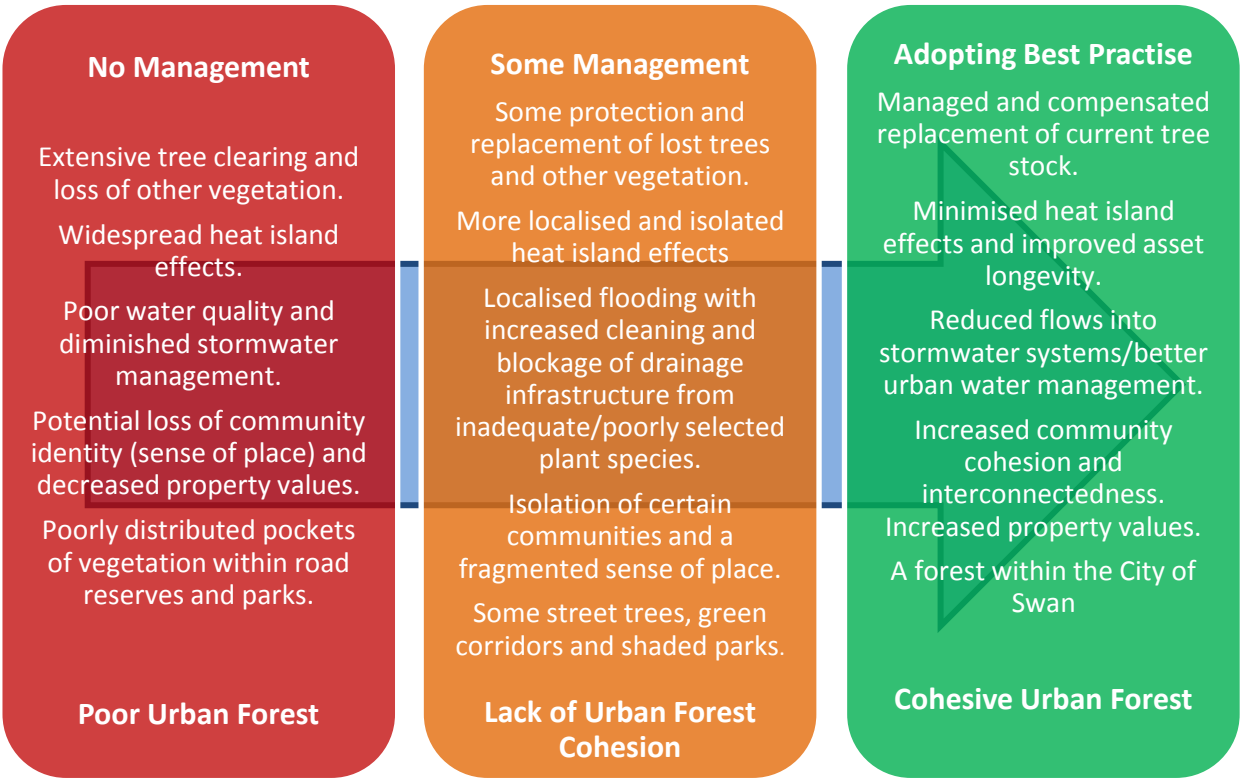 No Management
Extensive tree clearing and
loss of other vegetation.
Widespread heat island
effects.
Poor water quality and
diminished stormwater
management.
Potential loss of community
identity (sense of place) and
decreased property values.
Poorly distributed pockets
of vegetation within road
reserves and parks.
Poor Urban Forest
Some Management
Some protection and
replacement of lost trees
and other vegetation.
More localised and isolated
heat island effects
Localised flooding with
increased cleaning and
blockage of drainage
infrastructure from
inadequate/poorly selected
plant species.
Isolation of certain
communities and a
fragmented sense of place.
Some street trees, green
corridors and shaded parks.
Lack of Urban Forest
Cohesion
Adopting Best Practise
Managed and compensated
replacement of current tree
stock.
Minimised heat island
effects and improved asset
longevity.
Reduced flows into
stormwater systems/better
urban water management.
Increased community
cohesion and
interconnectedness.
Increased property values.
A forest within the City of
Swan
Cohesive Urban Forest